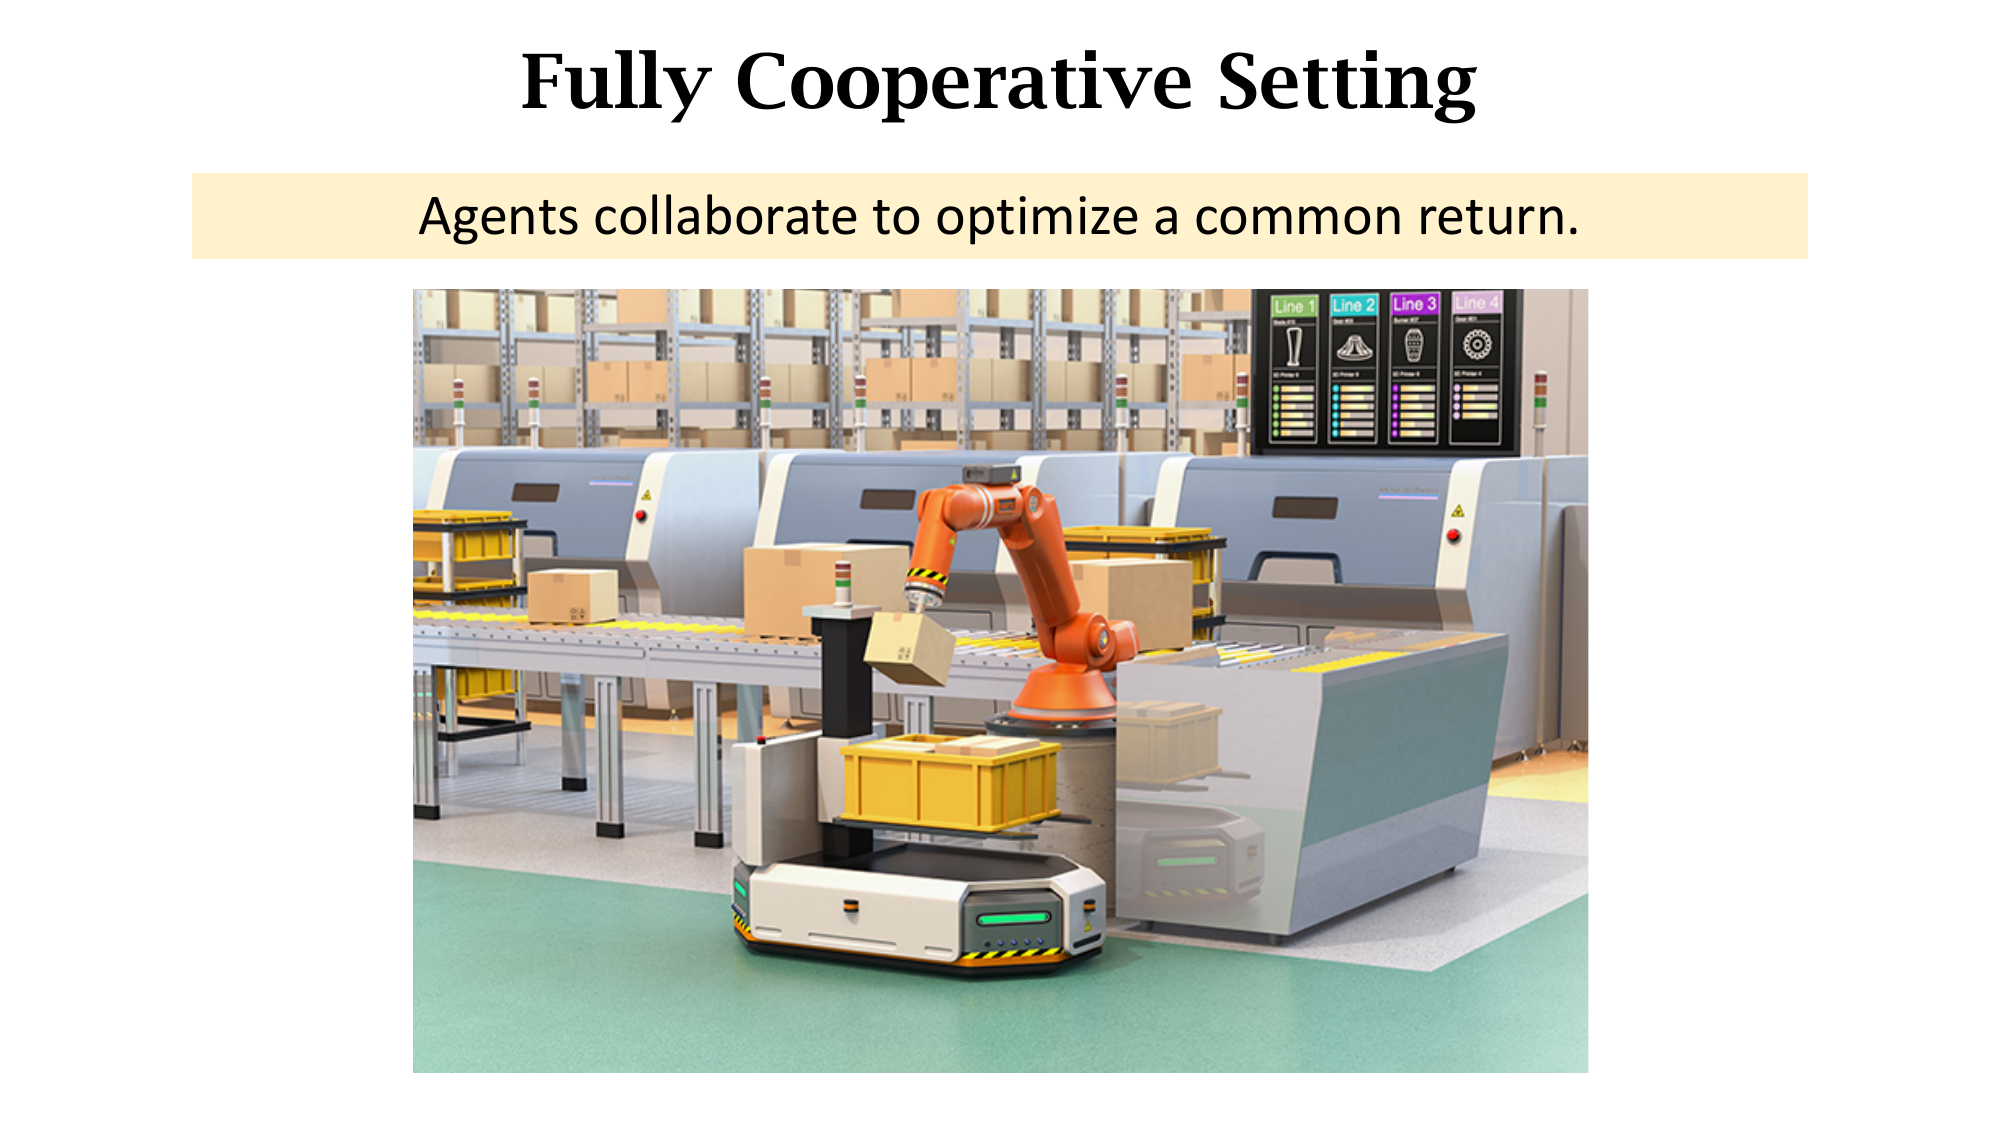 Fully Cooperative Setting
Agents collaborate to optimize a common return.
Line 1
Line 2
Line 3
Line 4